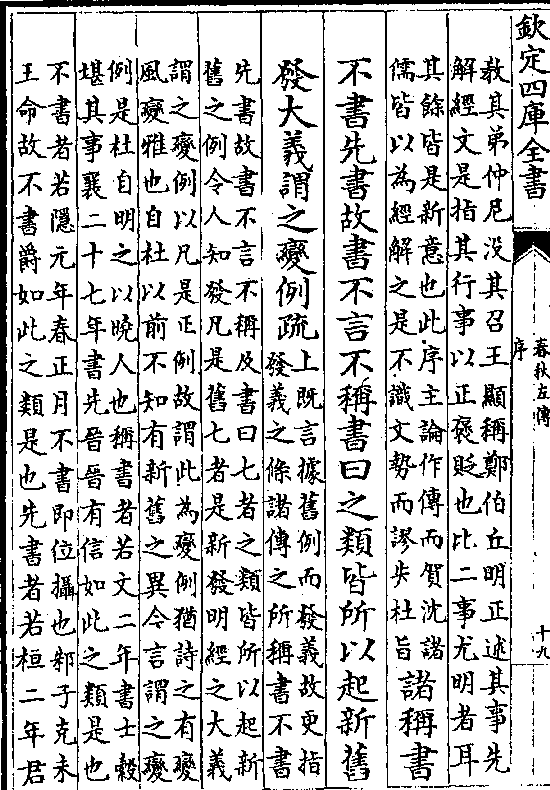 欽定四庫全書
春秋左傳
序
十九
教其弟仲尼没其召王顯稱鄭伯丘明正述其事先
解經文是指其行事以正褒貶也比二事尤明者耳
其餘皆是新意也此序主論作傳而賀沈諸
儒皆以為經解之是不識文勢而謬失杜旨
諸稱書
不書先書故書不言不稱書曰之類皆所以起新舊
發大義謂之變例疏
上既言據舊例而發義故更指
發義之條諸傳之所稱書不書
先書故書不言不稱及書曰七者之類皆所以起新
舊之例令人知發凡是舊七者是新發明經之大義
謂之變例以凡是正例故謂此為變例猶詩之有變
風變雅也自杜以前不知有新舊之異今言謂之變
例是杜自明之以曉人也稱書者若文二年書士縠
堪其事襄二十七年書先晉晉有信如此之類是也
不書者若隱元年春正月不書即位攝也邾子克未
王命故不書爵如此之類是也先書者若桓二年君